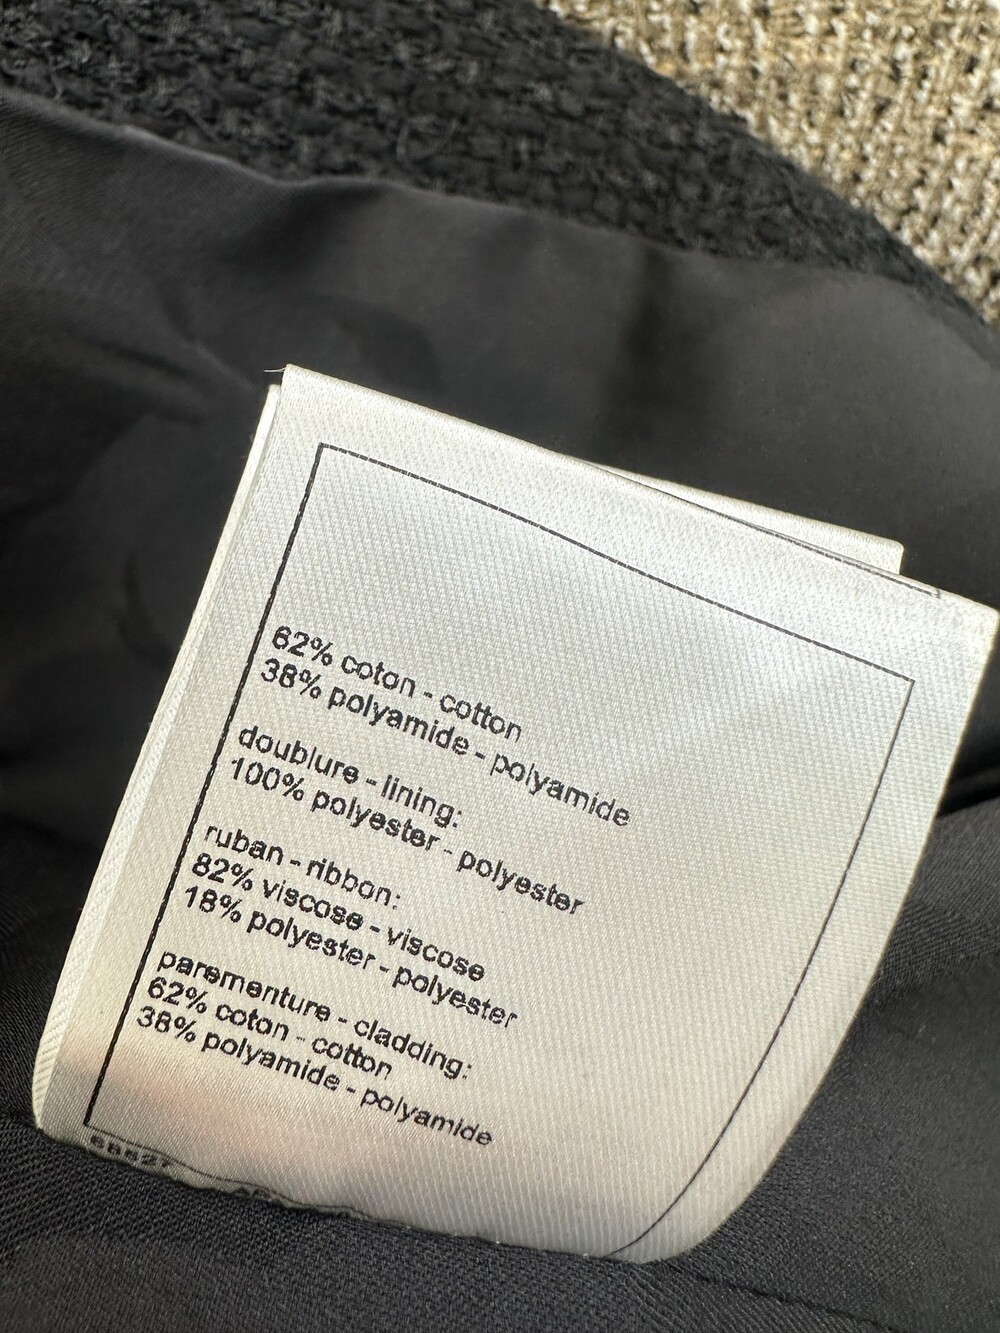 62% coton - cotton
38% polyamide - polyamide
doublure - lining:
100% polyester - polyester
ruban - ribbon:
82% viscose - viscose
18% polyester - polyester
parementure - cladding:
62% coton - cotton
38% polyamide - polyamide